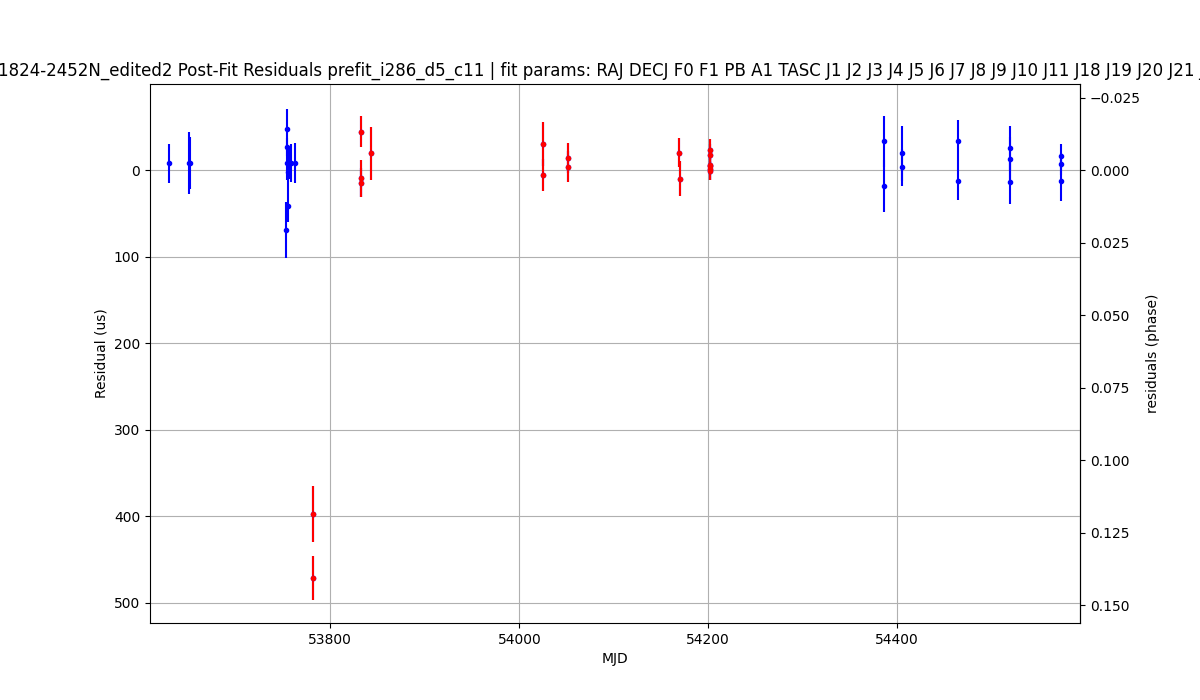 1824-2452N_edited2 Post-Fit Residuals prefit_i286_d5_c11 | fit params: RAJ DECJ F0 F1 PB A1 TASC J1 J2 J3 J4 J5 J6 J7 J8 J9 J10 J11 J18 J19 J20 J21
−0.025
0 0.000
100 0.025
200 0.050
0.075
300 0.100
400 0.125
500 0.150
Residual (us)
residuals (phase)
53800 54000 54200 54400
MJD